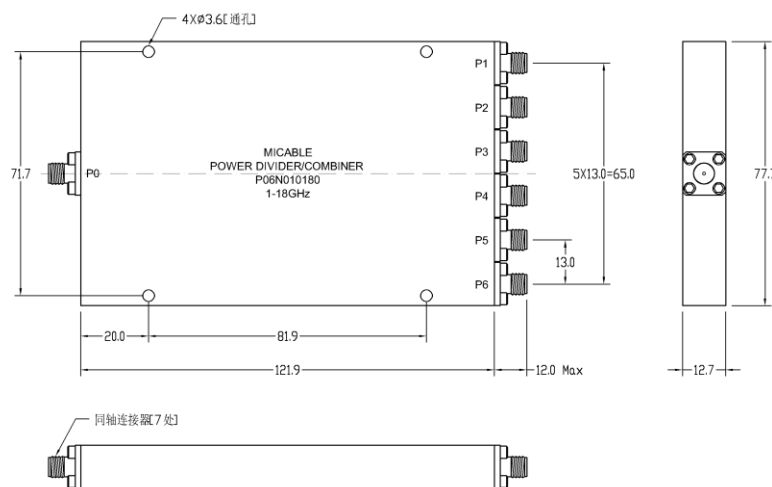 4XØ3.6[通孔]
P1
P2
P3
P4
P5
P6
P0
MICABLE
POWER DIVIDER/COMBINER
P06N010180
1-18GHz
71.7
5X13.0=65.0
13.0
20.0
81.9
121.9
12.0 Max
12.7
同轴连接器[7处]